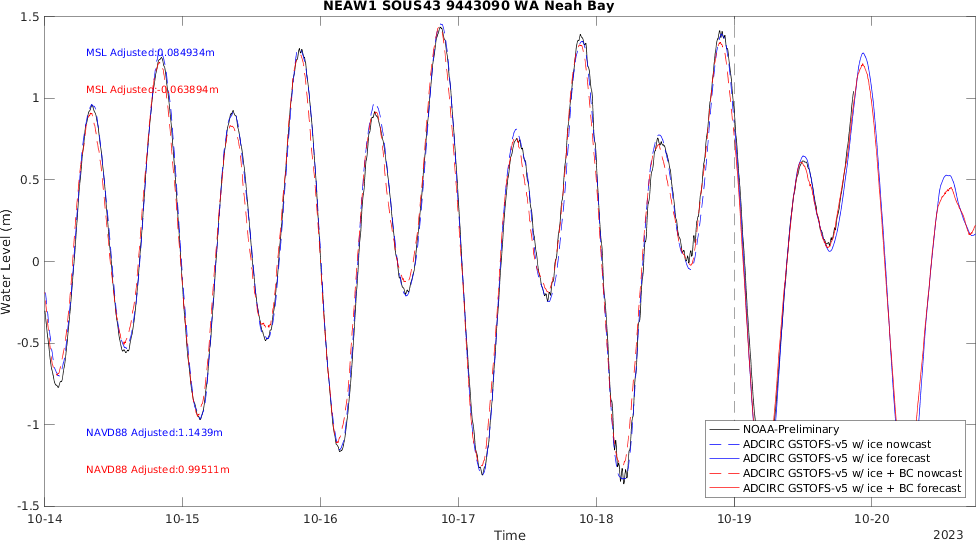 NEAW1 SOUS43 9443090 WA Neah Bay
1.5
1
0.5
0
-0.5
-1
-1.5
Water Level (m)
MSL Adjusted:0.084934m
MSL Adjusted:-0.063894m
NAVD88 Adjusted:1.1439m
NAVD88 Adjusted:0.99511m
NOAA-Preliminary
ADCIRC GSTOFS-v5 w/ ice nowcast
ADCIRC GSTOFS-v5 w/ ice forecast
ADCIRC GSTOFS-v5 w/ ice + BC nowcast
ADCIRC GSTOFS-v5 w/ ice + BC forecast
10-14 10-15 10-16 10-17 10-18 10-19 10-20
Time
2023